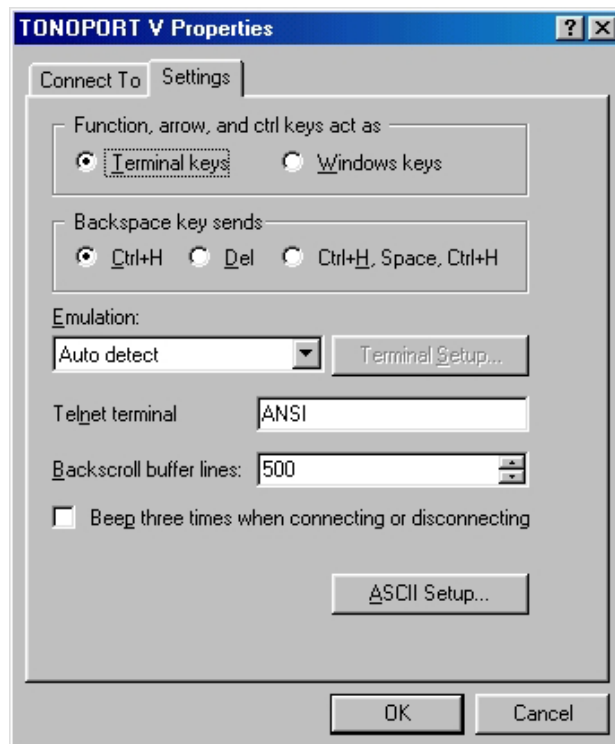 TONOPORT V Properties
Connect To Settings
Function, arrow, and ctrl keys act as
Terminal keys Windows keys
Backspace key sends
Ctrl+H Del Ctrl+H, Space, Ctrl+H
Emulation:
Auto detect Terminal Setup...
Telnet terminal ANSI
Backscroll buffer lines: 500
Beep three times when connecting or disconnecting
ASCII Setup...
OK Cancel